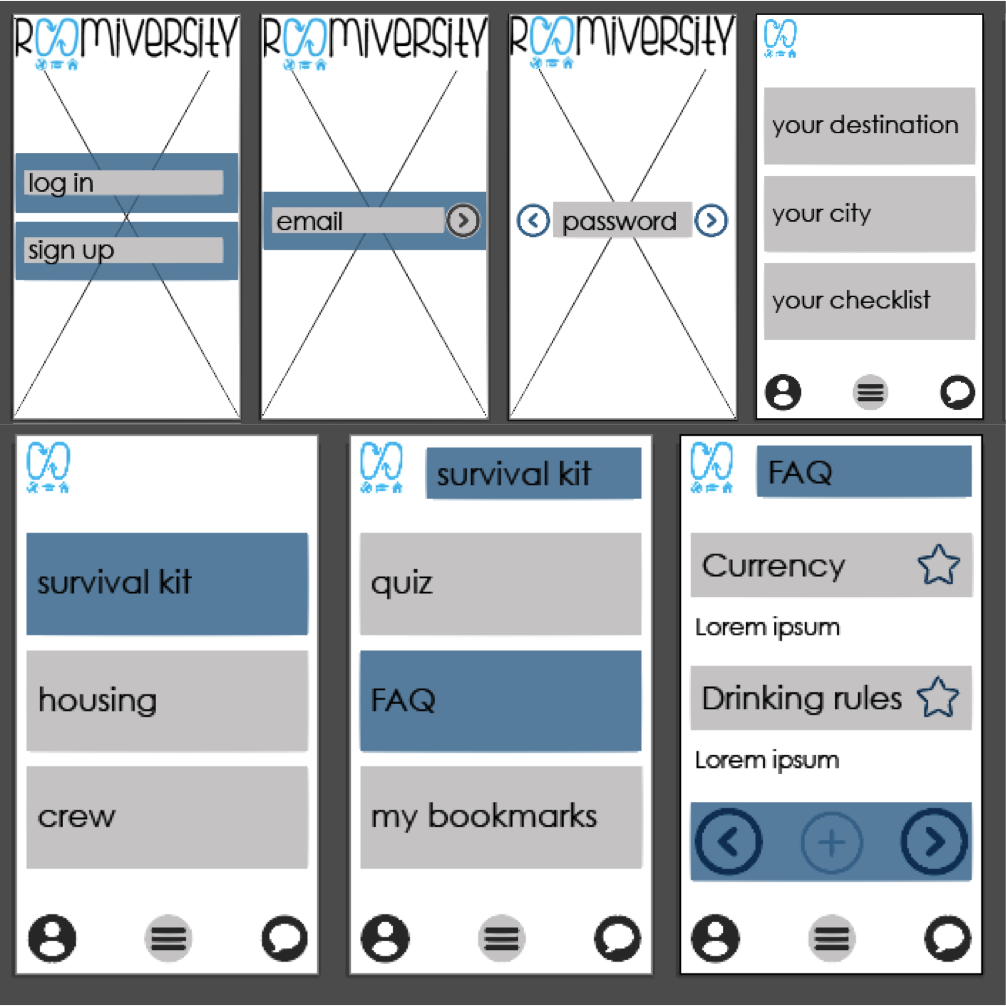 ROOMiVERSitY
log in
sign up
ROOMiVERSitY
email
ROOMiVERSitY
password
your destination
your city
your checklist
survival kit
housing
crew
survival kit
quiz
FAQ
my bookmarks
FAQ
Currency
Lorem ipsum
Drinking rules
Lorem ipsum